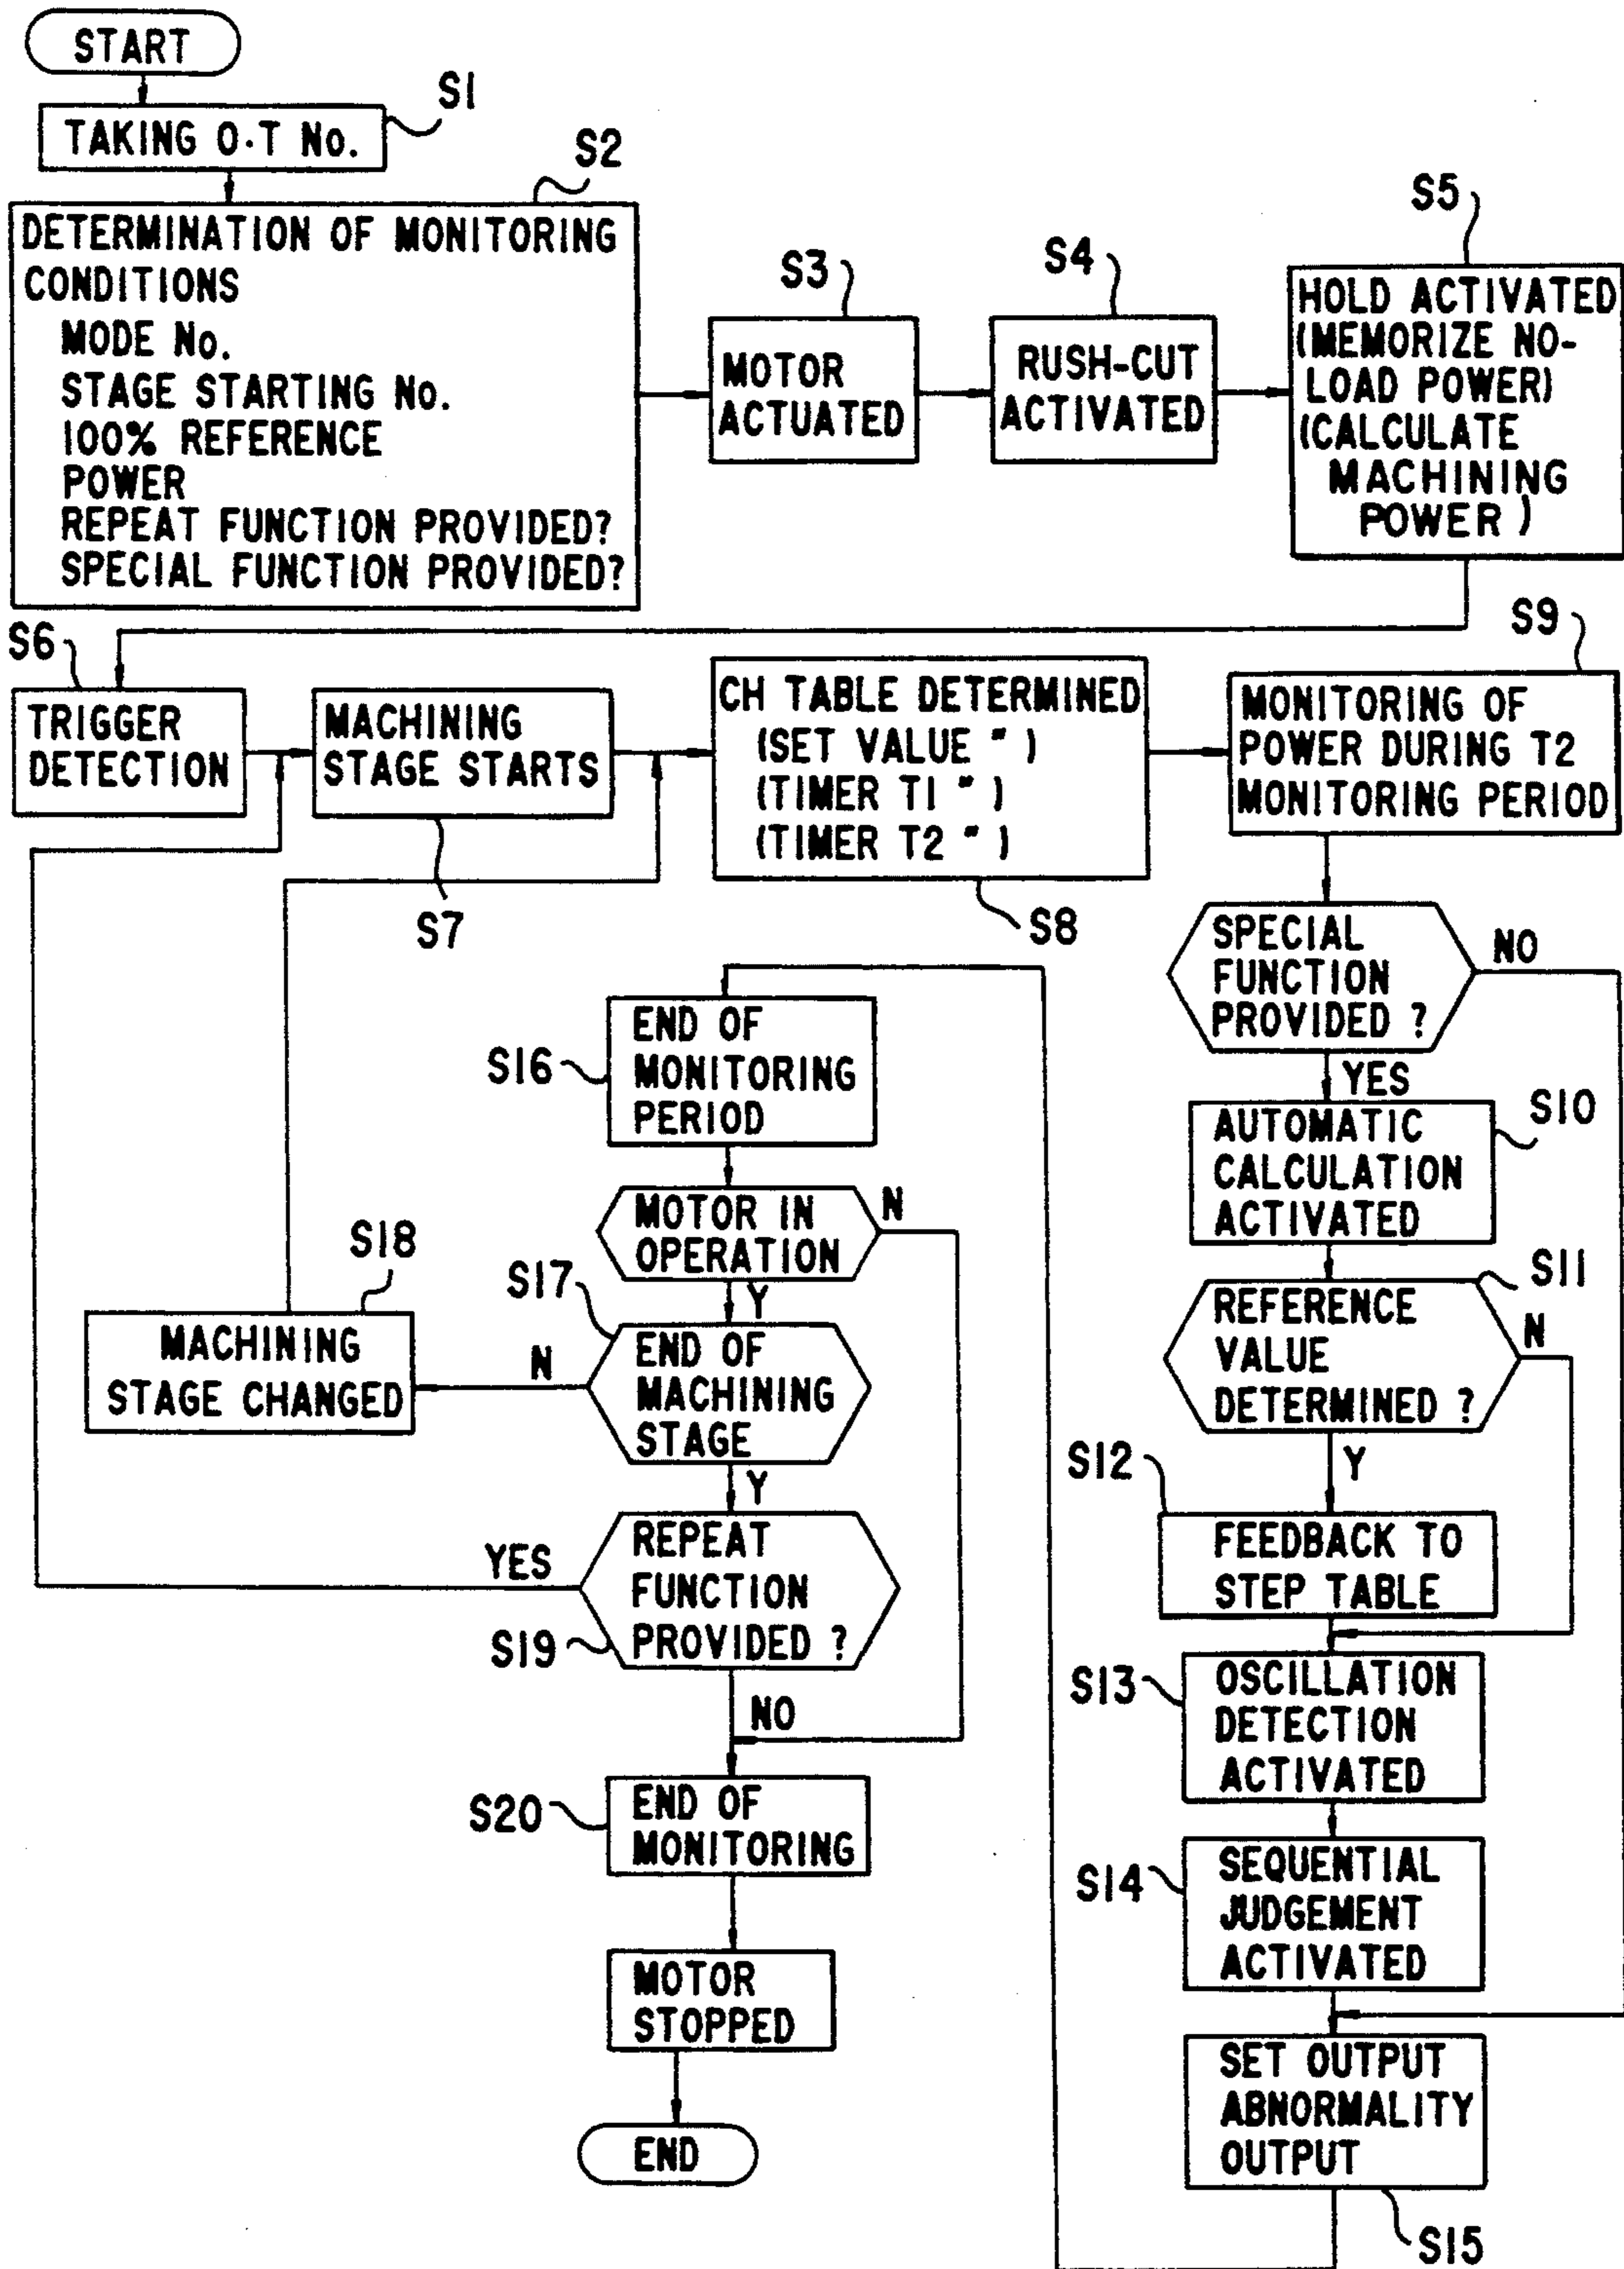 START
S1
TAKING O·T No.
S2
DETERMINATION OF MONITORING
CONDITIONS
MODE No.
STAGE STARTING No.
100% REFERENCE
POWER
REPEAT FUNCTION PROVIDED?
SPECIAL FUNCTION PROVIDED?
S3
MOTOR
ACTUATED
S4
RUSH-CUT
ACTIVATED
S5
HOLD ACTIVATED
(MEMORIZE NO-
LOAD POWER)
(CALCULATE
MACHINING
POWER )
S6
TRIGGER
DETECTION
MACHINING
STAGE STARTS
S7
CH TABLE DETERMINED
(SET VALUE " )
(TIMER T1 " )
(TIMER T2 " )
S8
S9
MONITORING OF
POWER DURING T2
MONITORING PERIOD
SPECIAL
FUNCTION
PROVIDED ?
NO
YES
S10
AUTOMATIC
CALCULATION
ACTIVATED
S11
REFERENCE
VALUE
DETERMINED ?
N
Y
S12
FEEDBACK TO
STEP TABLE
S13
OSCILLATION
DETECTION
ACTIVATED
S14
SEQUENTIAL
JUDGEMENT
ACTIVATED
SET OUTPUT
ABNORMALITY
OUTPUT
S15
S16
END OF
MONITORING
PERIOD
MOTOR IN
OPERATION
N
Y
S17
END OF
MACHINING
STAGE
N
S18
MACHINING
STAGE CHANGED
Y
REPEAT
FUNCTION
PROVIDED ?
YES
S19
NO
S20
END OF
MONITORING
MOTOR
STOPPED
END